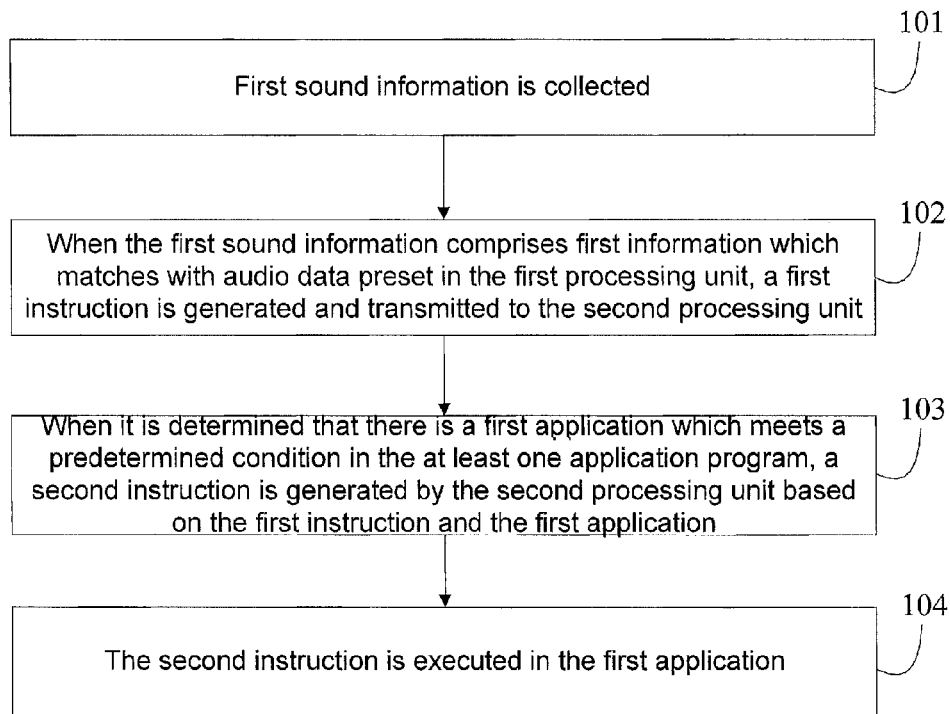 101
First sound information is collected
102
When the first sound information comprises first information which
matches with audio data preset in the first processing unit, a first
instruction is generated and transmitted to the second processing unit
103
When it is determined that there is a first application which meets a
predetermined condition in the at least one application program, a
second instruction is generated by the second processing unit based
on the first instruction and the first application
104
The second instruction is executed in the first application